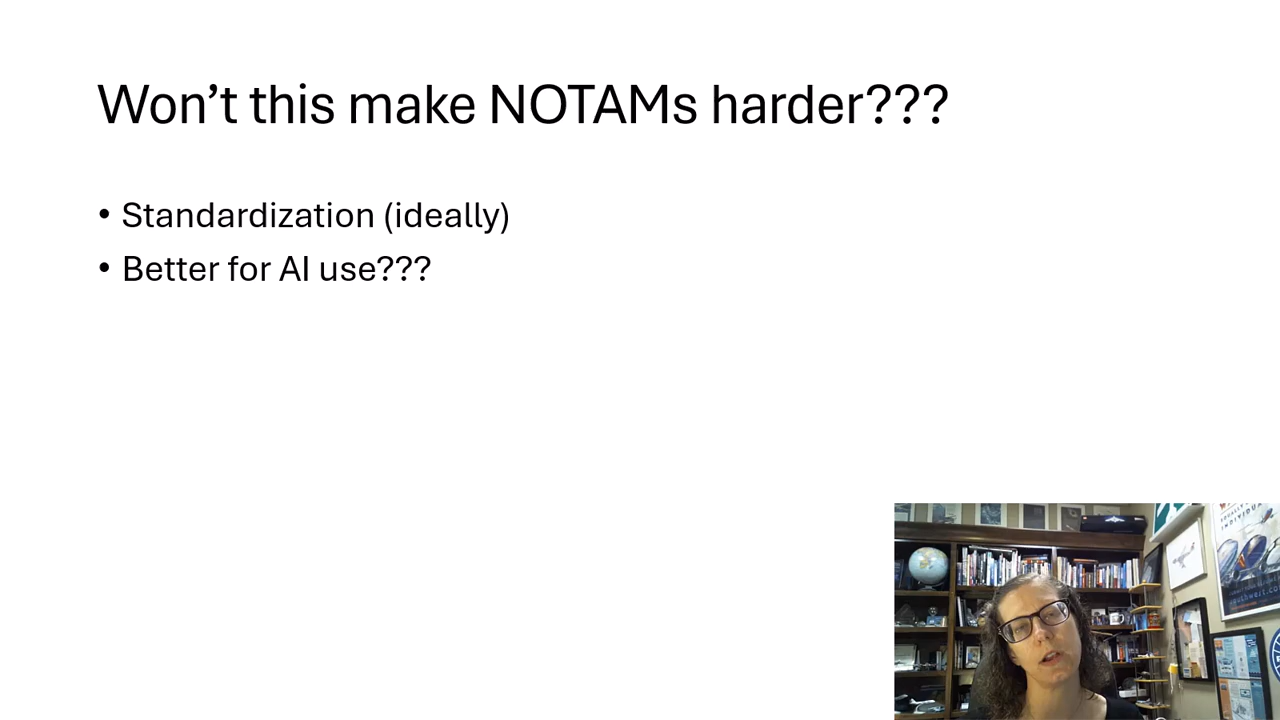 Won’t this make NOTAMs harder???
• Standardization (ideally)
• Better for AI use???